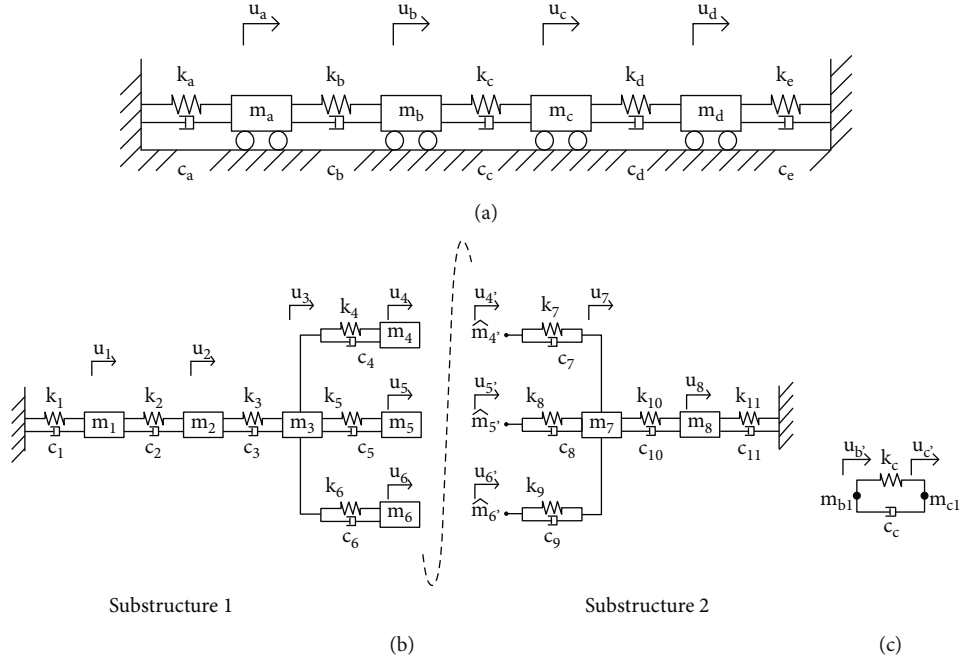 u_a u_b u_c u_d
k_a k_b k_c k_d k_e
m_a m_b m_c m_d
c_a c_b c_c c_d c_e
(a)
u_3 k_4 u_4 u_4' k_7 u_7
m_4 m̂_4'
c_4 c_7
u_1 u_2 u_5 u_5' u_8
k_1 k_2 k_3 k_5 m̂_5' k_8 k_10 k_11
m_1 m_2 m_3 m_5 m_7 m_8
c_1 c_2 c_3 c_5 c_8 c_10 c_11
k_6 u_6 u_6' k_9 u_b' k_c u_c'
m_6 m̂_6' m_b1 m_c1
c_6 c_9 c_c
Substructure 1 Substructure 2
(b) (c)